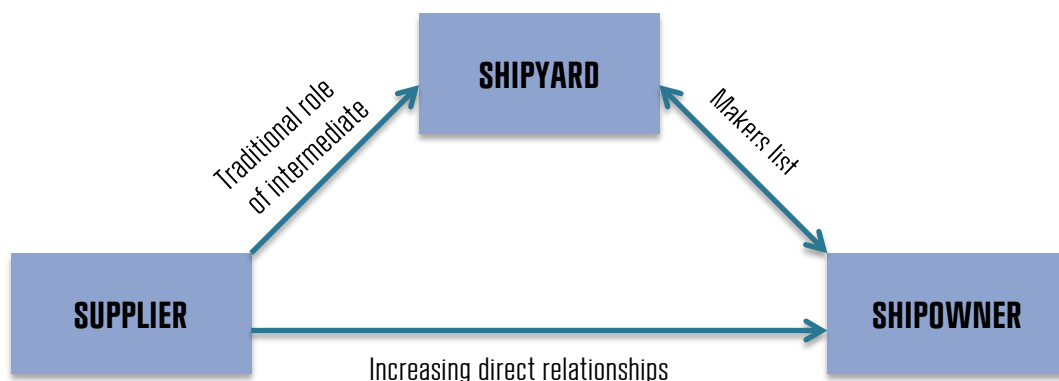 SHIPYARD
Traditional role
of intermediate
Makers list
SUPPLIER
SHIPOWNER
Increasing direct relationships